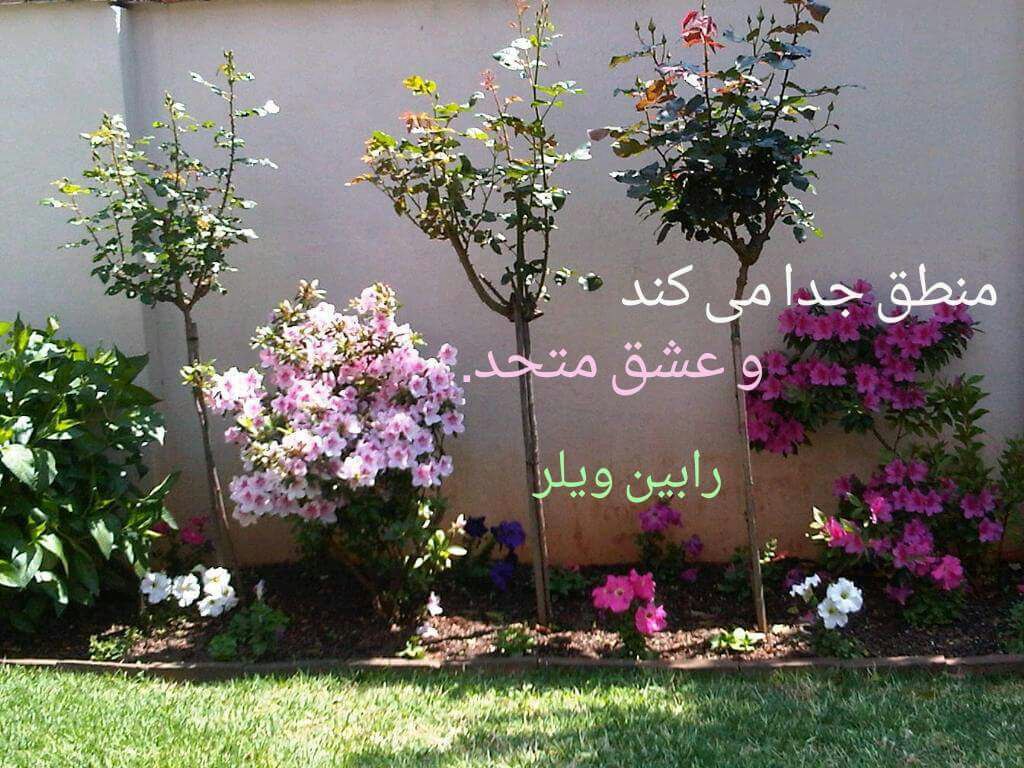 منطق جدا می کند
و عشق متحد.
رابین ویلر